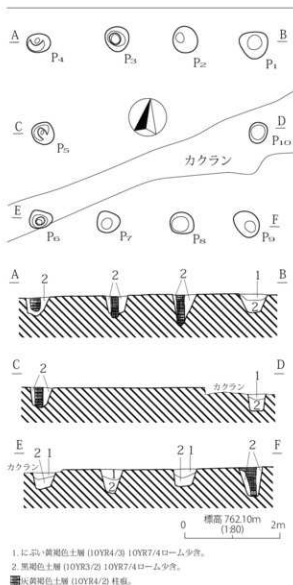 A B
P4 P3 P2 P1
C D
P5 P10
カクラン
E F
P6 P7 P8 P9
A 2 2 2 1 B
2
C 2 カクラン 1 D
2
E 2 1 2 2 1 2 F
カクラン
2
標高 762.10m
0 (1:80) 2m
1. にぶい黄褐色土層 (10YR4/3) 10YR7/4ローム少含。
2. 黒褐色土層 (10YR3/2) 10YR7/4ローム少含。
灰黄褐色土層 (10YR4/2) 柱痕。